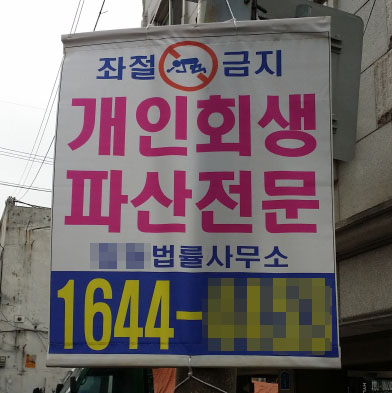 좌절 금지
개인회생
파산전문
법률사무소
1644-